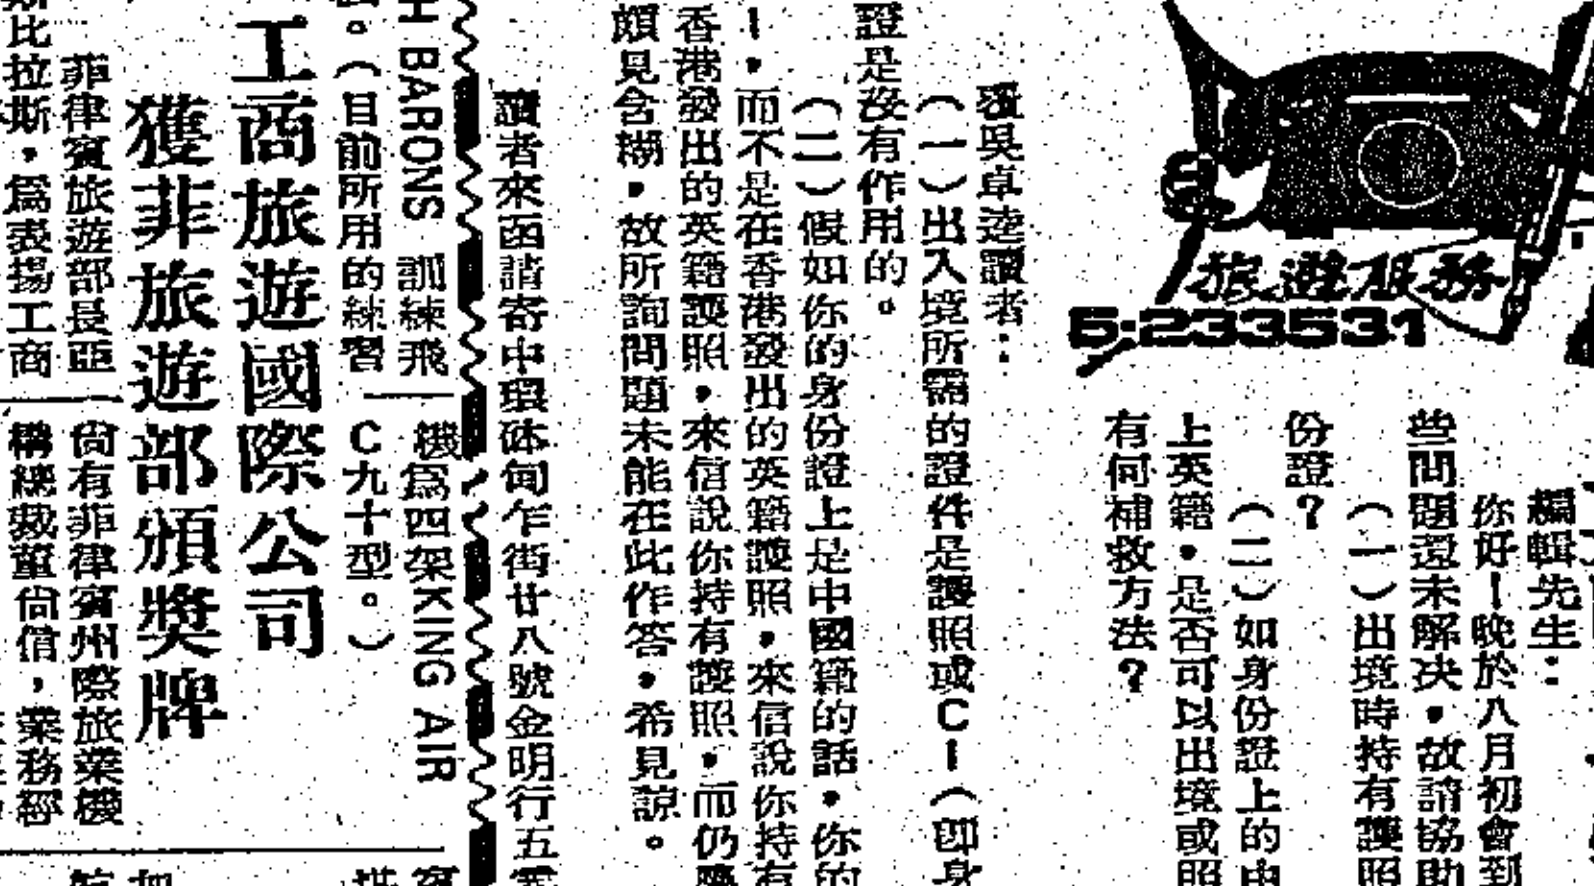 旅遊服務
5:233531
編輯先生：
你好！晚於八月初會到
些問題還未解决，故請協助
（一）出境時持有護照
份證？
（二）如身份證上的由
上英籍，是否可以出境或照
有何補救方法？
覆吳卓達讀者：
（一）出入境所需的證件是護照或CI（即身
證是沒有作用的。
（二）假如你的身份證上是中國籍的話，你的
，而不是在香港發出的英籍護照，來信說你持有
香港發出的英籍護照，來信說你持有護照，而仍
頗見含糊，故所詢問題未能在此作答，希見諒。
讀者來函請寄中環砵甸乍街廿八號金明行五
H BARONS 訓練飛
機為四架KING AIR
。（目前所用的練習
C九十型。）
工商旅遊國際公司
獲菲旅遊部頒獎牌
菲律賓旅遊部長亞
比拉斯，為表揚工商
尚有菲律賓州際旅業機
構總裁董尙信，業務經